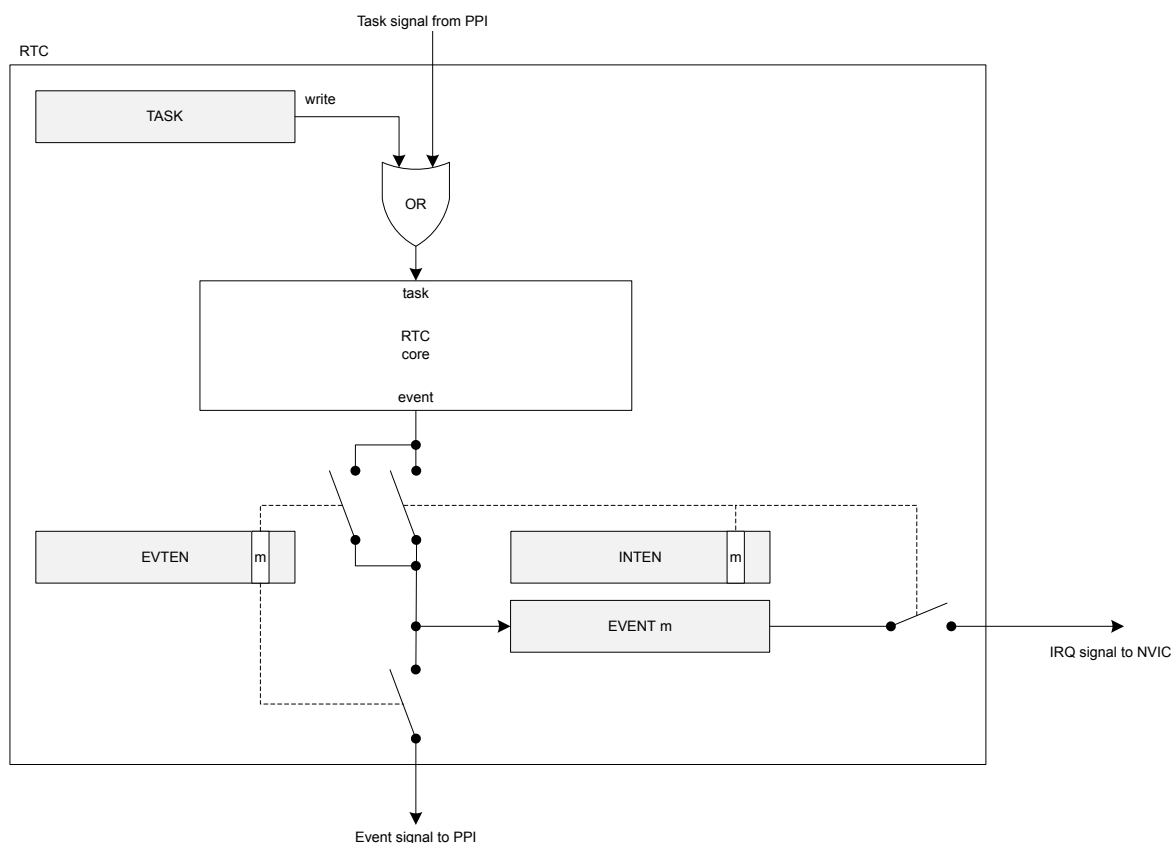 Task signal from PPI
RTC
write
TASK
OR
task
RTC
core
event
EVTEN
m
INTEN
m
EVENT m
IRQ signal to NVIC
Event signal to PPI